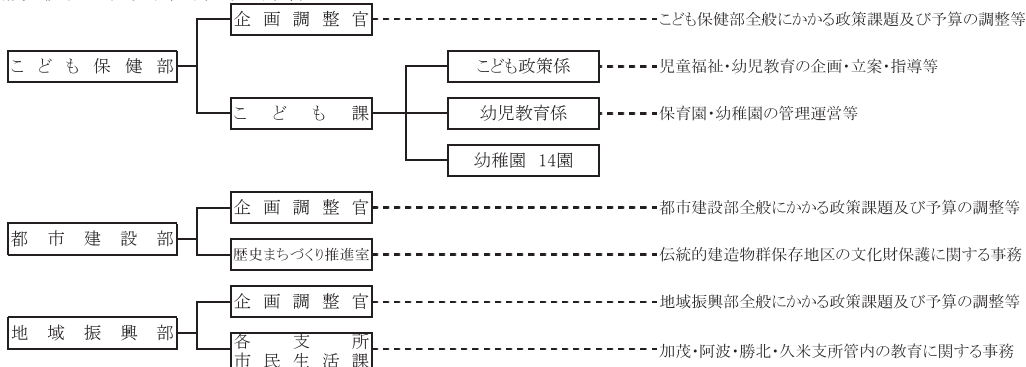 企画調整官 こども保健部全般にかかる政策課題及び予算の調整等
こども保健部 こども政策係 児童福祉・幼児教育の企画・立案・指導等
こども課 幼児教育係 保育園・幼稚園の管理運営等
幼稚園 14園
企画調整官 都市建設部全般にかかる政策課題及び予算の調整等
都市建設部
歴史まちづくり推進室 伝統的建造物群保存地区の文化財保護に関する事務
企画調整官 地域振興部全般にかかる政策課題及び予算の調整等
地域振興部
各支所
市民生活課 加茂・阿波・勝北・久米支所管内の教育に関する事務